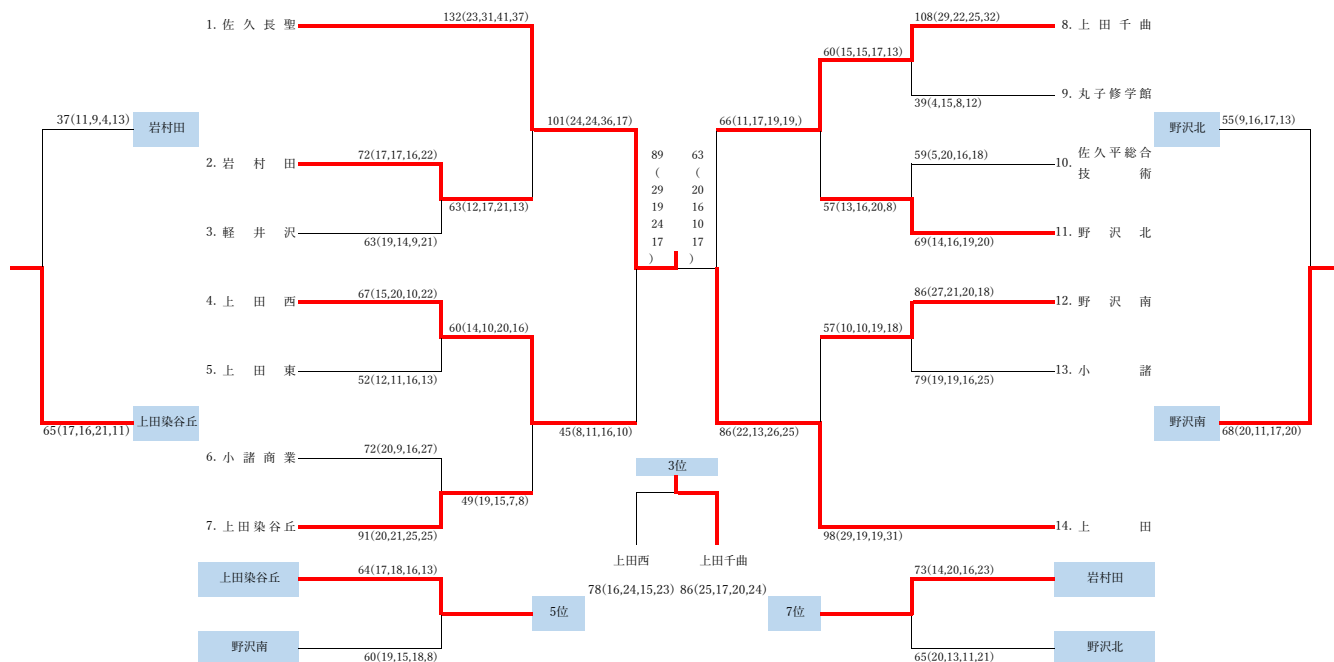 132(23,31,41,37)
108(29,22,25,32)
1. 佐久長聖
8. 上田千曲
60(15,15,17,13)
9. 丸子修学館
39(4,15,8,12)
37(11,9,4,13)
岩村田
101(24,24,36,17)
66(11,17,19,19,)
野沢北
55(9,16,17,13)
2. 岩村田
72(17,17,16,22)
89
(
29
19
24
17
)
63
(
20
16
10
17
)
59(5,20,16,18)
10. 佐久平総合
技術
63(12,17,21,13)
57(13,16,20,8)
3. 軽井沢
63(19,14,9,21)
69(14,16,19,20)
11. 野沢北
4. 上田西
67(15,20,10,22)
86(27,21,20,18)
12. 野沢南
60(14,10,20,16)
57(10,10,19,18)
5. 上田東
52(12,11,16,13)
79(19,19,16,25)
13. 小諸
上田染谷丘
65(17,16,21,11)
45(8,11,16,10)
86(22,13,26,25)
野沢南
68(20,11,17,20)
6. 小諸商業
72(20,9,16,27)
3位
49(19,15,7,8)
7. 上田染谷丘
91(20,21,25,25)
98(29,19,19,31)
14. 上田
上田西
上田千曲
78(16,24,15,23)
86(25,17,20,24)
上田染谷丘
64(17,18,16,13)
5位
野沢南
60(19,15,18,8)
7位
73(14,20,16,23)
岩村田
65(20,13,11,21)
野沢北